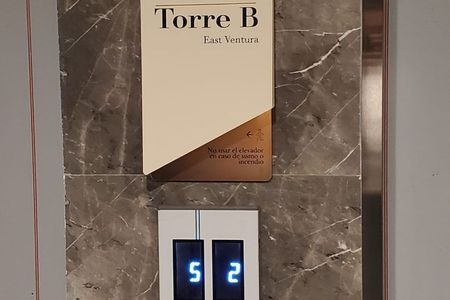 Torre B
East Ventura
No usar el elevador
en caso de sismo o
incendio
5 2